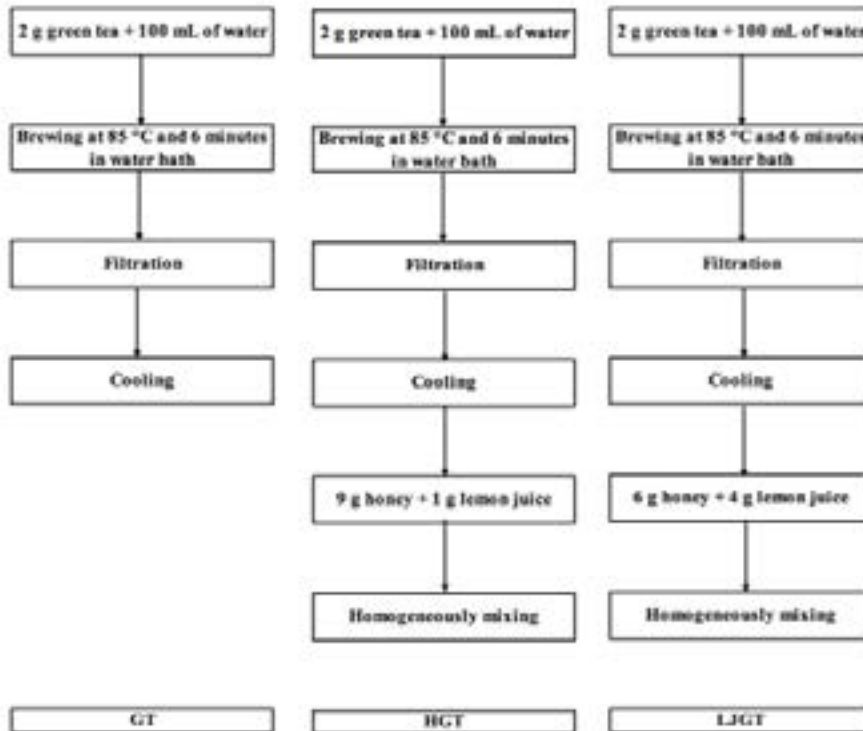 2 g green tea + 100 mL of water
Brewing at 85 °C and 6 minutes
in water bath
Filtration
Cooling
GT
2 g green tea + 100 mL of water
Brewing at 85 °C and 6 minutes
in water bath
Filtration
Cooling
9 g honey + 1 g lemon juice
Homogeneously mixing
HGT
2 g green tea + 100 mL of water
Brewing at 85 °C and 6 minutes
in water bath
Filtration
Cooling
6 g honey + 4 g lemon juice
Homogeneously mixing
LJGT